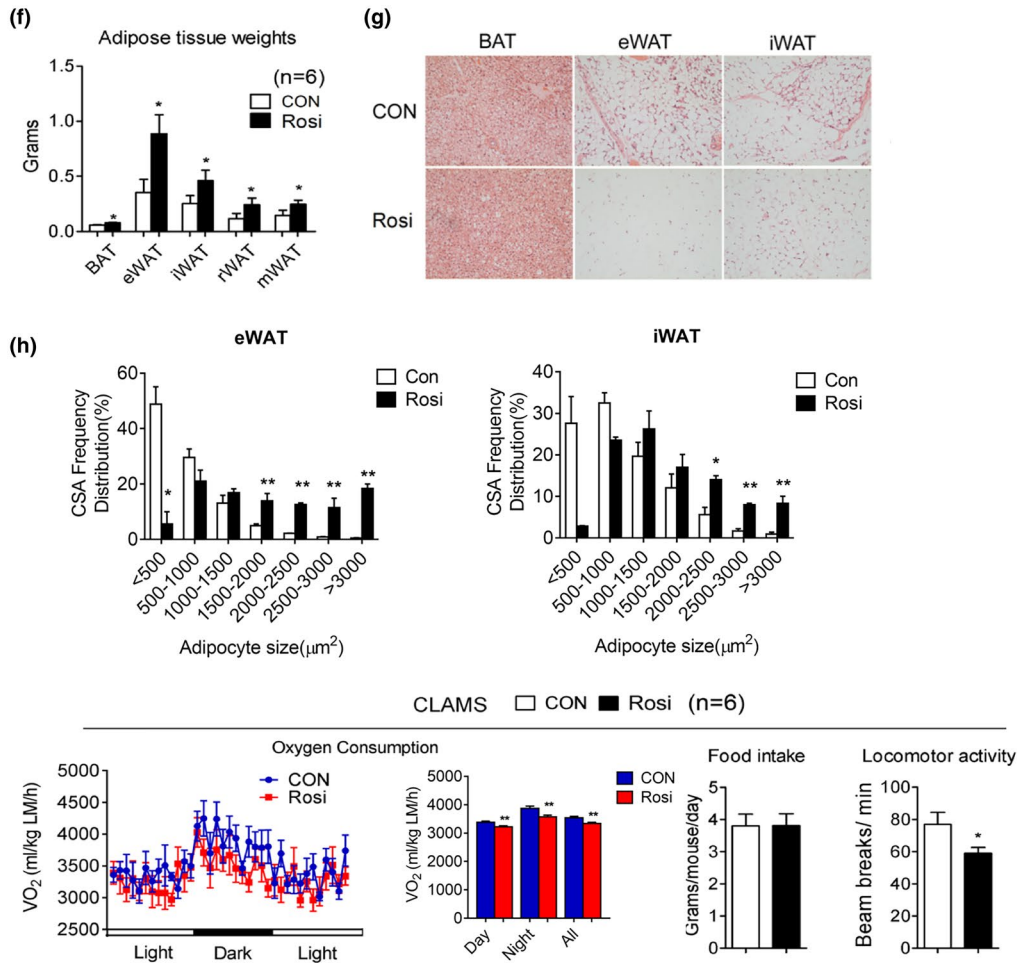 (f)
Adipose tissue weights
(n=6)
CON
Rosi
Grams
1.5
1.0
0.5
0.0
*
*
*
*
*
BAT
eWAT
iWAT
rWAT
mWAT
(g)
BAT
eWAT
iWAT
CON
Rosi
(h)
eWAT
CSA Frequency
Distribution(%)
60
40
20
0
Con
Rosi
*
**
**
**
**
<500
500-1000
1000-1500
1500-2000
2000-2500
2500-3000
>3000
Adipocyte size(μm²)
iWAT
CSA Frequency
Distribution(%)
40
30
20
10
0
Con
Rosi
*
**
**
<500
500-1000
1000-1500
1500-2000
2000-2500
2500-3000
>3000
Adipocyte size(μm²)
CLAMS CON Rosi (n=6)
Oxygen Consumption
VO₂ (ml/kg LM/h)
5000
4500
4000
3500
3000
2500
CON
Rosi
Light
Dark
Light
VO₂ (ml/kg LM/h)
5000
4000
3000
2000
1000
0
CON
Rosi
**
**
**
Day
Night
All
Food intake
Grams/mouse/day
5
4
3
2
1
0
Locomotor activity
Beam breaks/ min
100
80
60
40
20
0
*